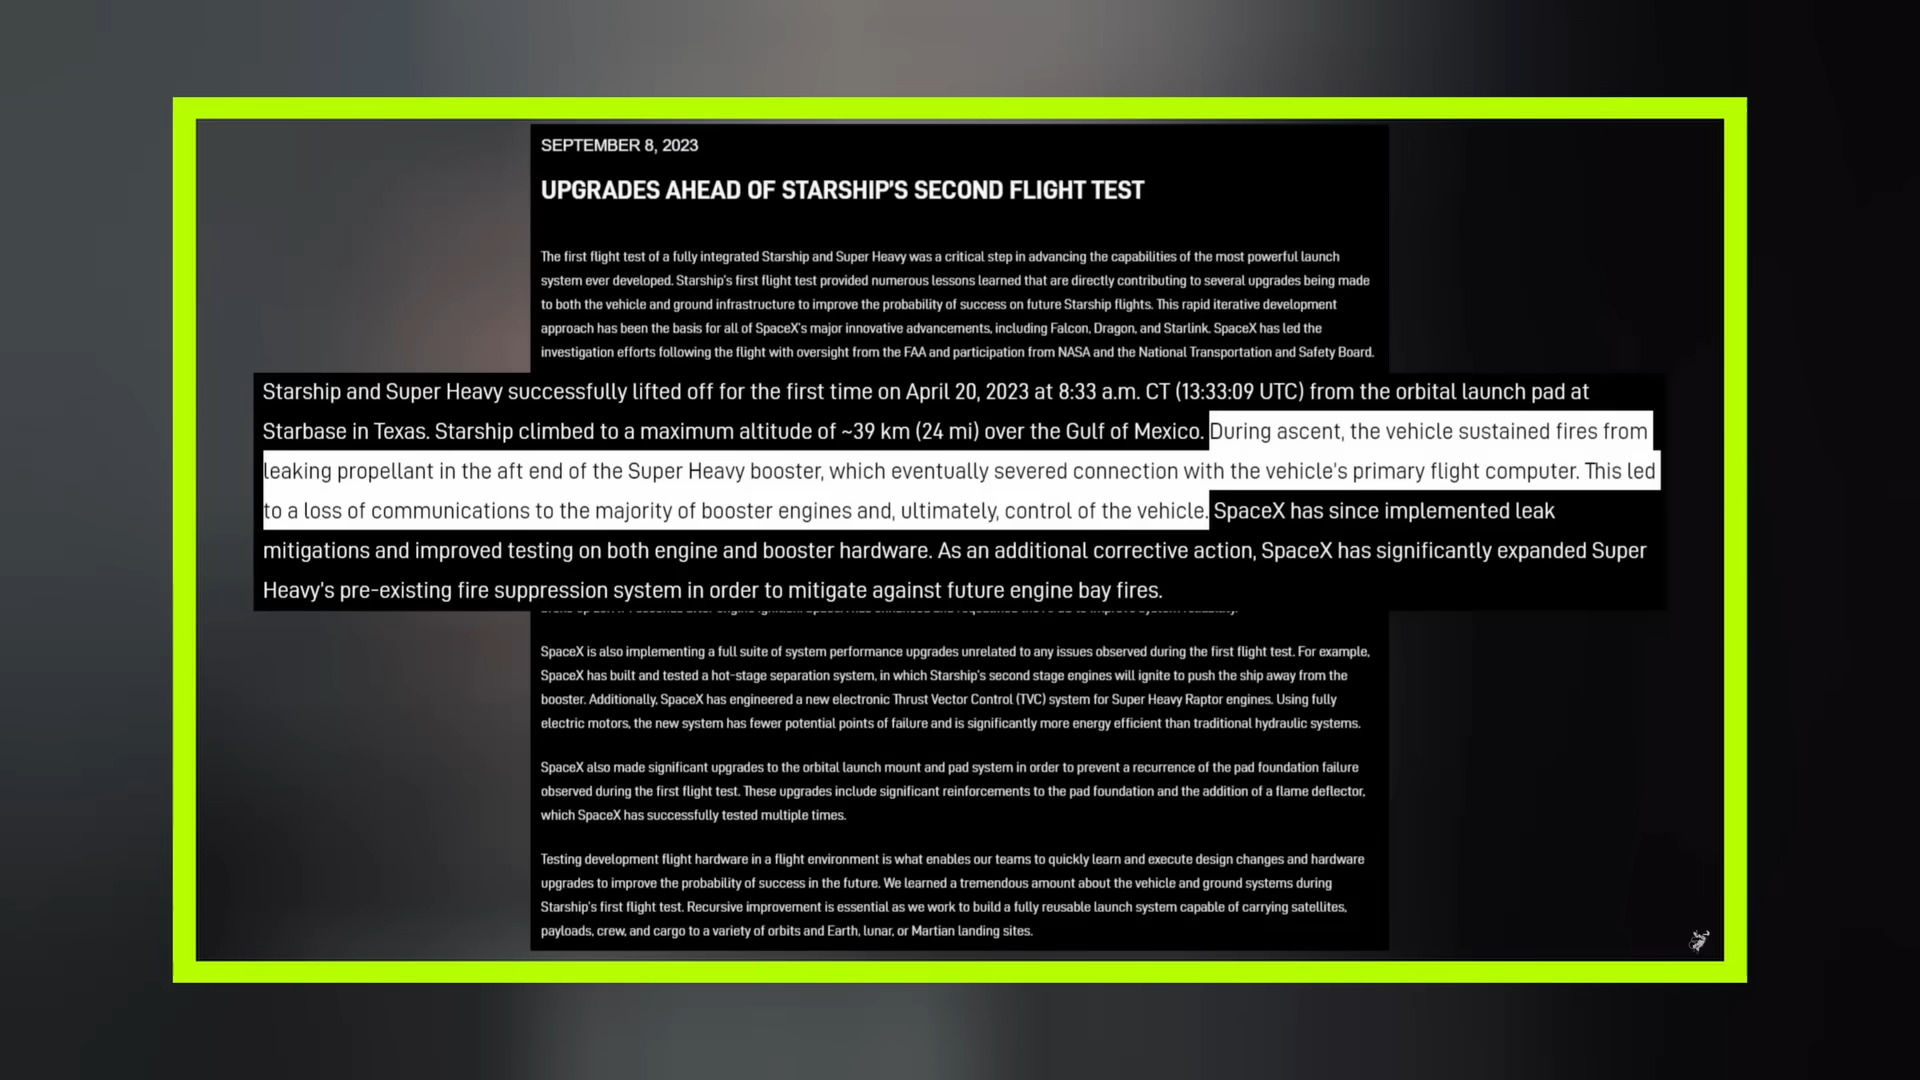 SEPTEMBER 8, 2023
UPGRADES AHEAD OF STARSHIP'S SECOND FLIGHT TEST
The first flight test of a fully integrated Starship and Super Heavy was a critical step in advancing the capabilities of the most powerful launch
system ever developed. Starship's first flight test provided numerous lessons learned that are directly contributing to several upgrades being made
to both the vehicle and ground infrastructure to improve the probability of success on future Starship flights. This rapid iterative development
approach has been the basis for all of SpaceX's major innovative advancements, including Falcon, Dragon, and Starlink. SpaceX has led the
investigation efforts following the flight with oversight from the FAA and participation from NASA and the National Transportation and Safety Board.
Starship and Super Heavy successfully lifted off for the first time on April 20, 2023 at 8:33 a.m. CT (13:33:09 UTC) from the orbital launch pad at
Starbase in Texas. Starship climbed to a maximum altitude of ~39 km (24 mi) over the Gulf of Mexico. During ascent, the vehicle sustained fires from
leaking propellant in the aft end of the Super Heavy booster, which eventually severed connection with the vehicle's primary flight computer. This led
to a loss of communications to the majority of booster engines and, ultimately, control of the vehicle. SpaceX has since implemented leak
mitigations and improved testing on both engine and booster hardware. As an additional corrective action, SpaceX has significantly expanded Super
Heavy's pre-existing fire suppression system in order to mitigate against future engine bay fires.
SpaceX is also implementing a full suite of system performance upgrades unrelated to any issues observed during the first flight test. For example,
SpaceX has built and tested a hot-stage separation system, in which Starship's second stage engines will ignite to push the ship away from the
booster. Additionally, SpaceX has engineered a new electronic Thrust Vector Control (TVC) system for Super Heavy Raptor engines. Using fully
electric motors, the new system has fewer potential points of failure and is significantly more energy efficient than traditional hydraulic systems.
SpaceX also made significant upgrades to the orbital launch mount and pad system in order to prevent a recurrence of the pad foundation failure
observed during the first flight test. These upgrades include significant reinforcements to the pad foundation and the addition of a flame deflector,
which SpaceX has successfully tested multiple times.
Testing development flight hardware in a flight environment is what enables our teams to quickly learn and execute design changes and hardware
upgrades to improve the probability of success in the future. We learned a tremendous amount about the vehicle and ground systems during
Starship's first flight test. Recursive improvement is essential as we work to build a fully reusable launch system capable of carrying satellites,
payloads, crew, and cargo to a variety of orbits and Earth, lunar, or Martian landing sites.